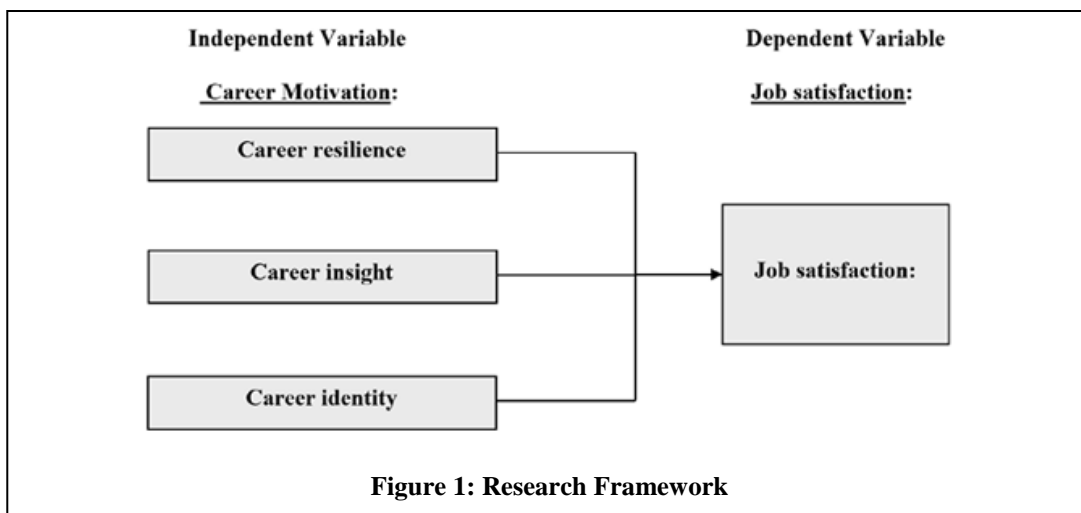 Independent Variable
Dependent Variable
Career Motivation:
Job satisfaction:
Career resilience
Career insight
Job satisfaction:
Career identity
Figure 1: Research Framework